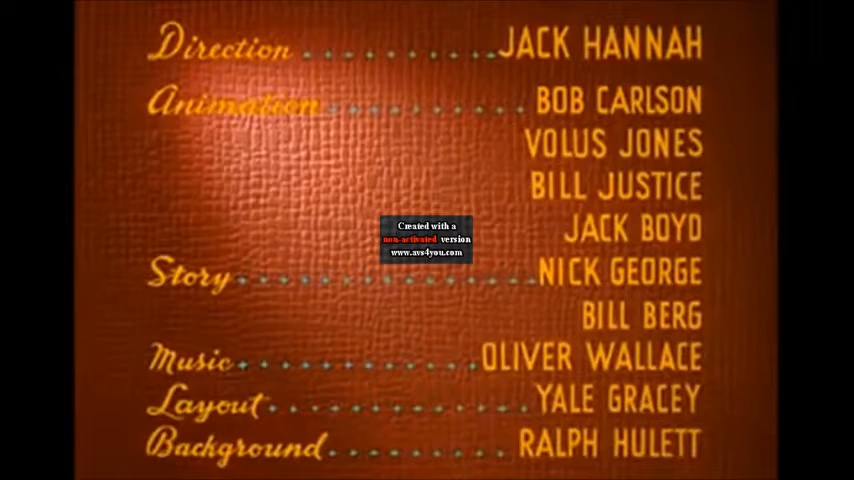 Direction . . . . . . . . . . JACK HANNAH
Animation . . . . . . . . . . BOB CARLSON
VOLUS JONES
BILL JUSTICE
JACK BOYD
Created with a
non-activated version
www.avs4you.com
Story . . . . . . . . . . . . . . NICK GEORGE
BILL BERG
Music . . . . . . . . . . . . OLIVER WALLACE
Layout . . . . . . . . . . . . . YALE GRACEY
Background . . . . . . . . . RALPH HULETT